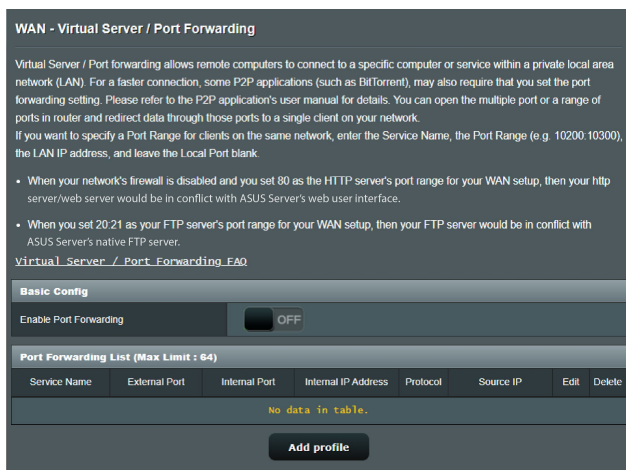 WAN - Virtual Server / Port Forwarding
Virtual Server / Port forwarding allows remote computers to connect to a specific computer or service within a private local area
network (LAN). For a faster connection, some P2P applications (such as BitTorrent), may also require that you set the port
forwarding setting. Please refer to the P2P application's user manual for details. You can open the multiple port or a range of
ports in router and redirect data through those ports to a single client on your network.
If you want to specify a Port Range for clients on the same network, enter the Service Name, the Port Range (e.g. 10200:10300),
the LAN IP address, and leave the Local Port blank.
• When your network's firewall is disabled and you set 80 as the HTTP server's port range for your WAN setup, then your http
server/web server would be in conflict with ASUS Server's web user interface.
• When you set 20:21 as your FTP server's port range for your WAN setup, then your FTP server would be in conflict with
ASUS Server's native FTP server.
Virtual Server / Port Forwarding FAQ
Basic Config
Enable Port Forwarding OFF
Port Forwarding List (Max Limit : 64)
Service Name External Port Internal Port Internal IP Address Protocol Source IP Edit Delete
No data in table.
Add profile